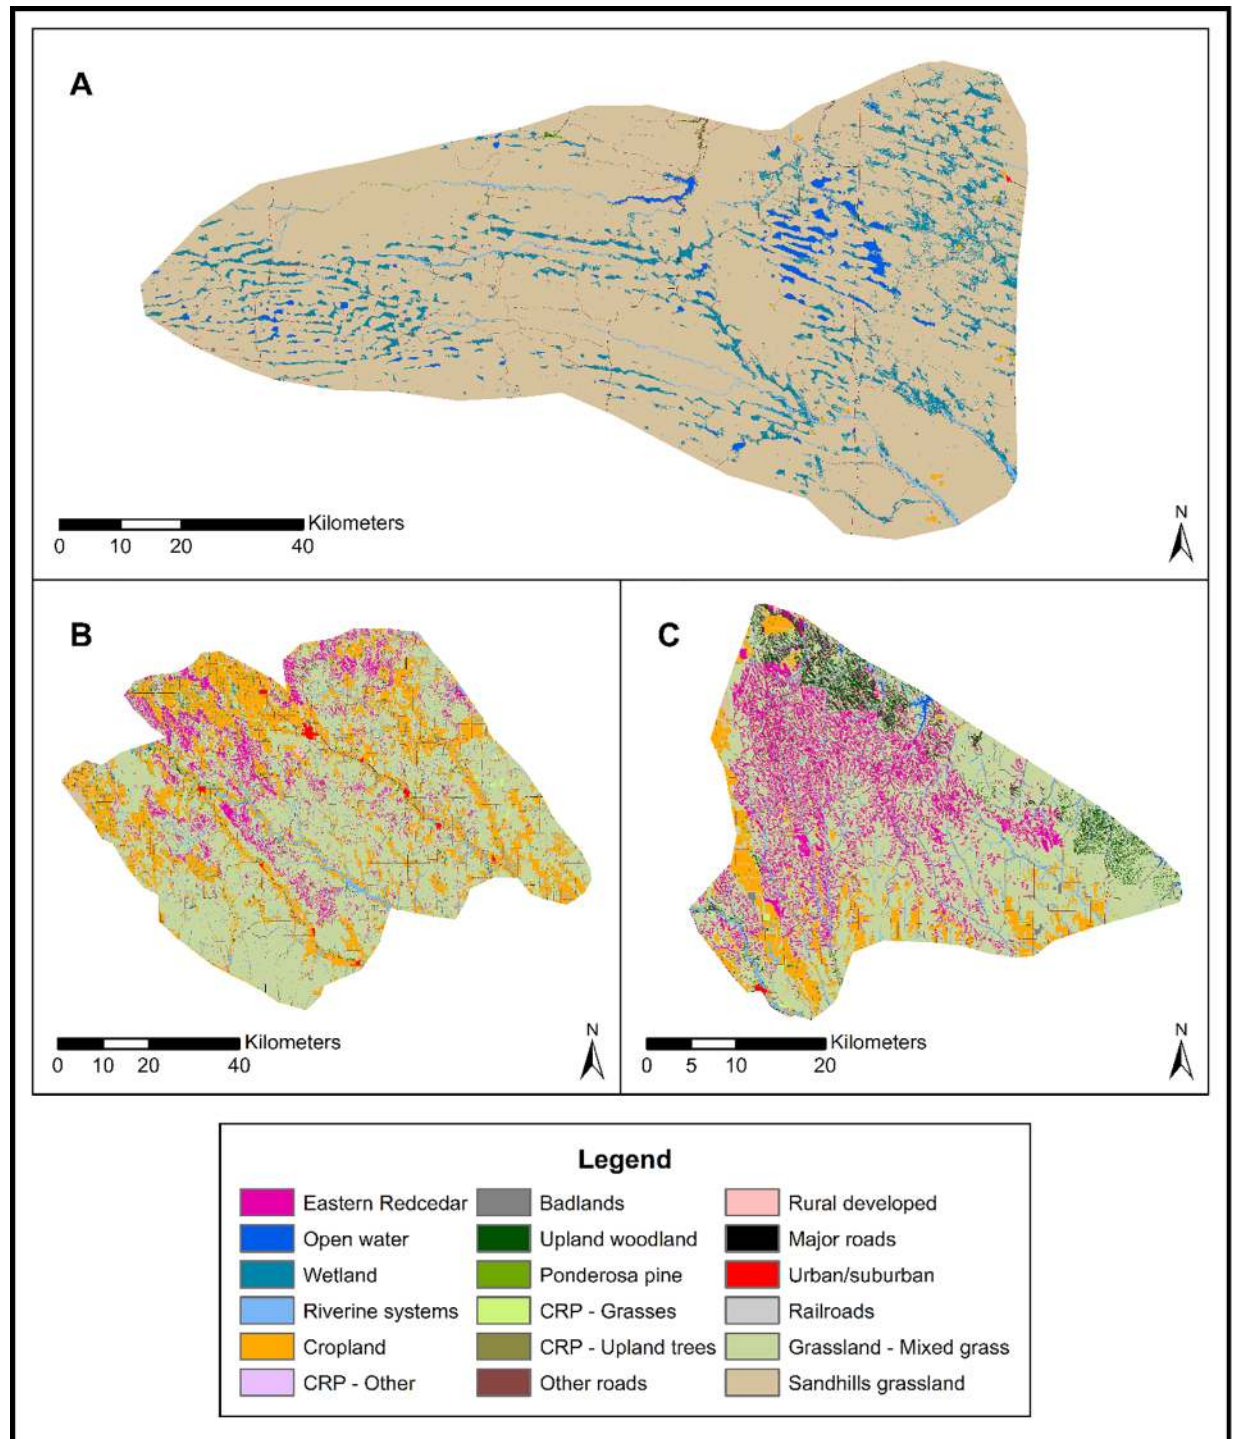 A
Kilometers
0 10 20 40
N
B
Kilometers
0 10 20 40
N
C
Kilometers
0 5 10 20
N
Legend
Eastern Redcedar
Open water
Wetland
Riverine systems
Cropland
CRP - Other
Badlands
Upland woodland
Ponderosa pine
CRP - Grasses
CRP - Upland trees
Other roads
Rural developed
Major roads
Urban/suburban
Railroads
Grassland - Mixed grass
Sandhills grassland